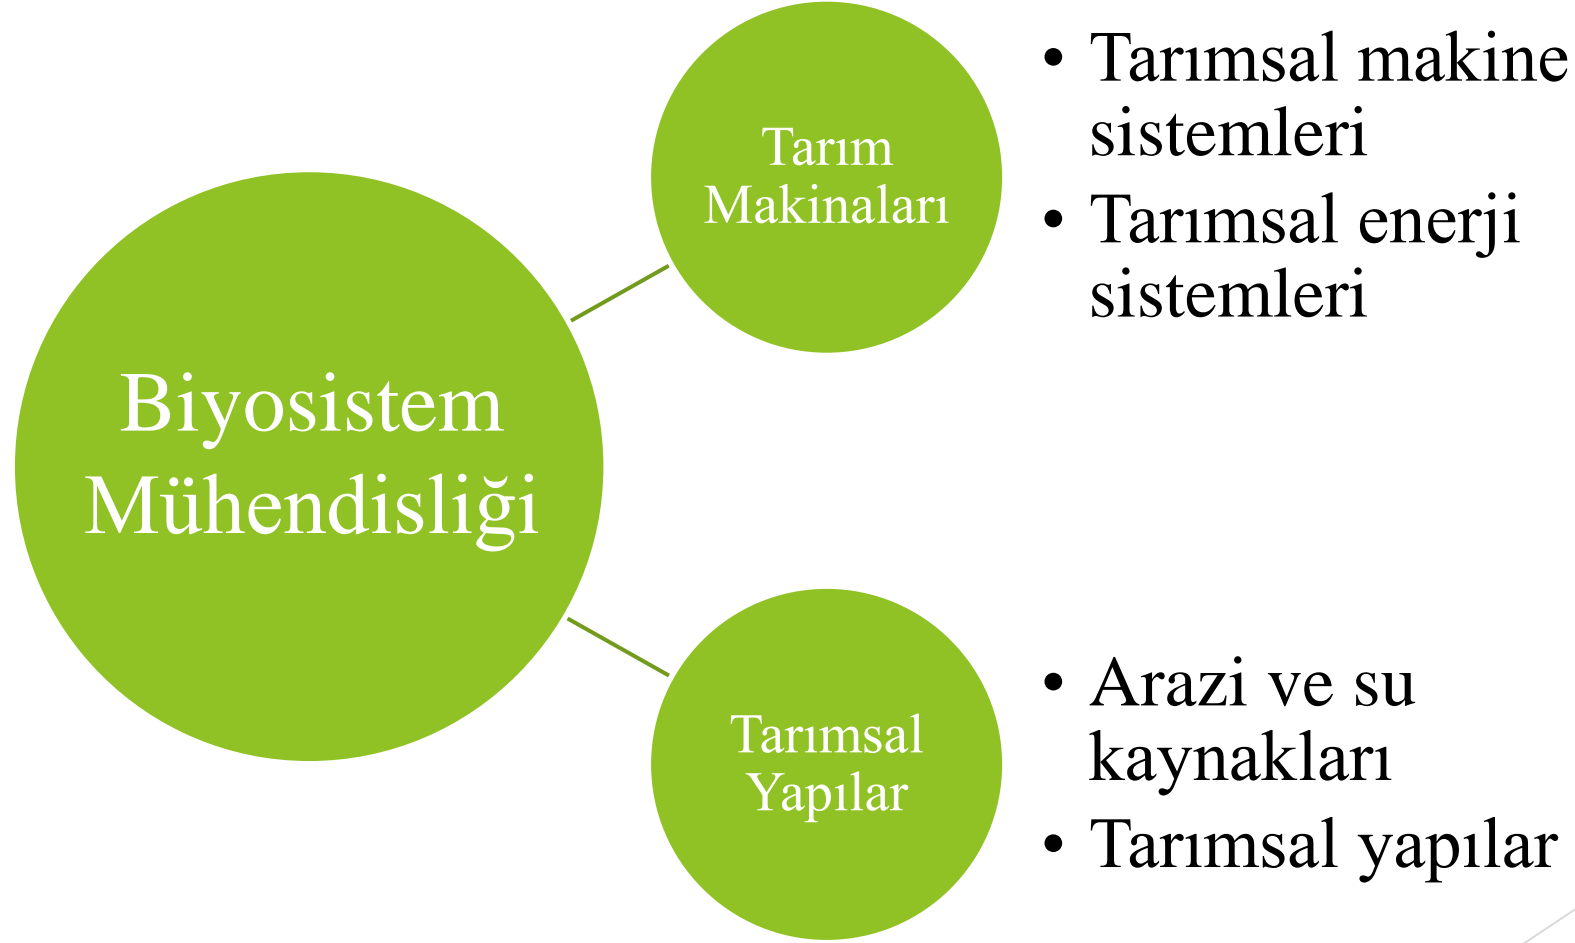 Biyosistem
Mühendisliği
Tarım
Makinaları
• Tarımsal makine
sistemleri
• Tarımsal enerji
sistemleri
Tarımsal
Yapılar
• Arazi ve su
kaynakları
• Tarımsal yapılar